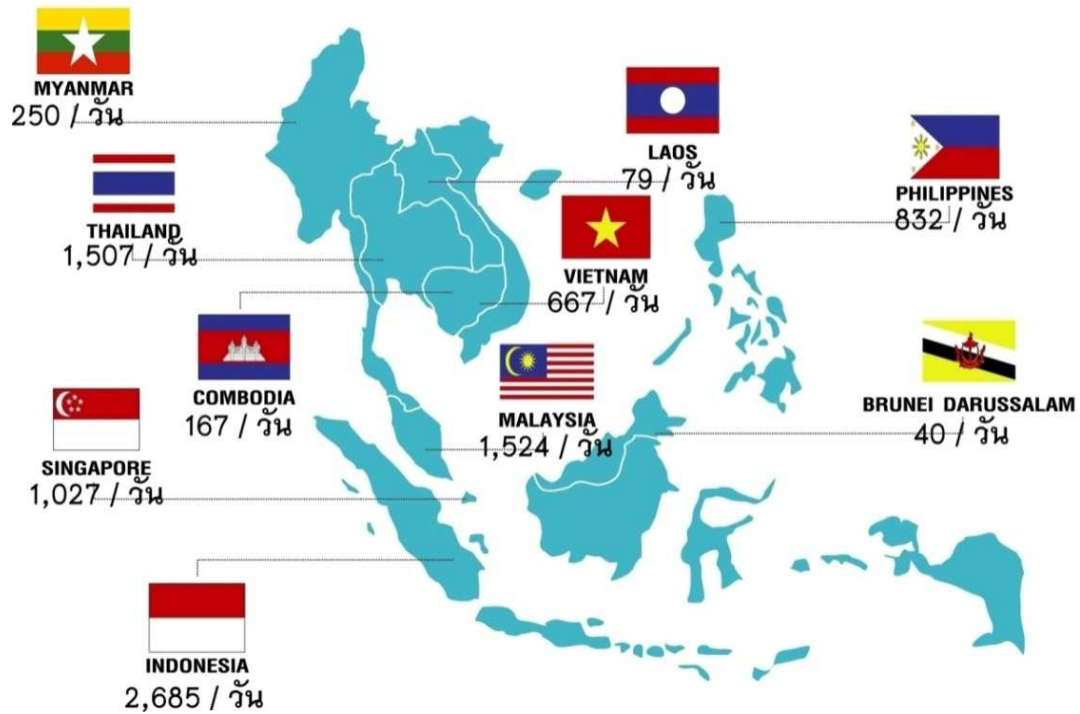 MYANMAR
250 / วัน
LAOS
79 / วัน
PHILIPPINES
832 / วัน
THAILAND
1,507 / วัน
VIETNAM
667 / วัน
COMBODIA
167 / วัน
MALAYSIA
1,524 / วัน
BRUNEI DARUSSALAM
40 / วัน
SINGAPORE
1,027 / วัน
INDONESIA
2,685 / วัน